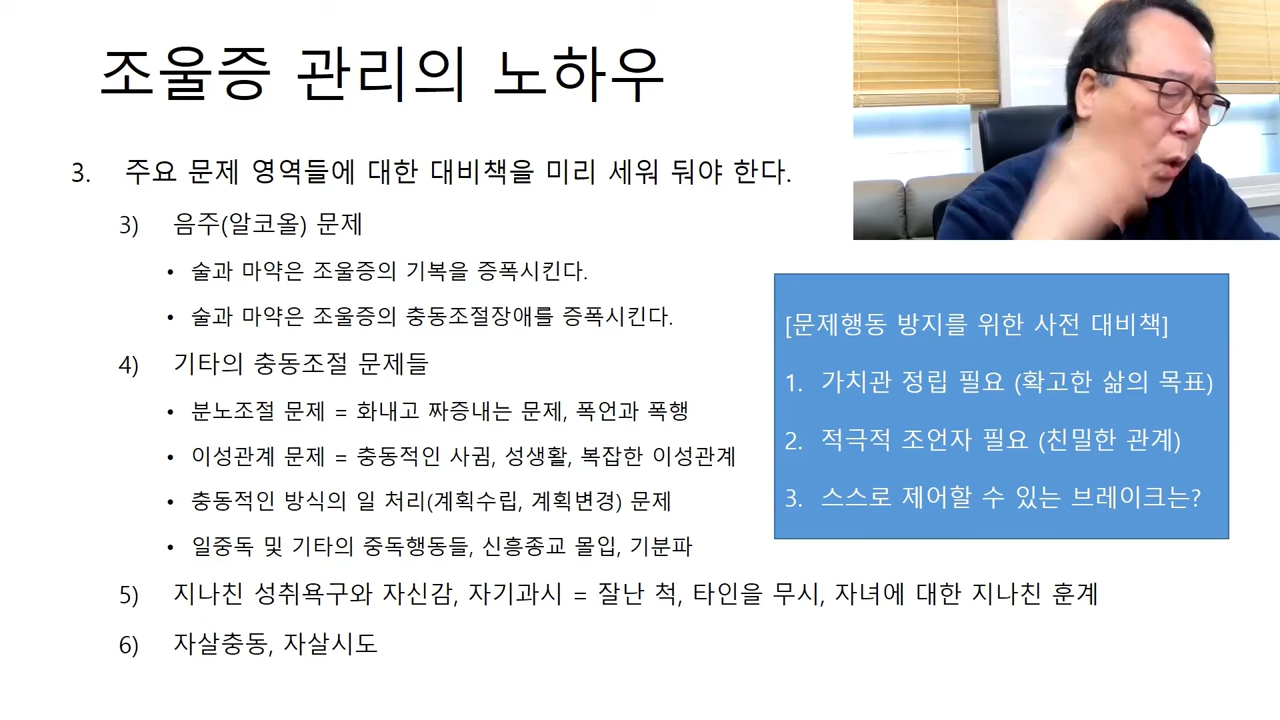 조울증 관리의 노하우
3. 주요 문제 영역들에 대한 대비책을 미리 세워 둬야 한다.
3) 음주(알코올) 문제
• 술과 마약은 조울증의 기복을 증폭시킨다.
• 술과 마약은 조울증의 충동조절장애를 증폭시킨다.
4) 기타의 충동조절 문제들
• 분노조절 문제 = 화내고 짜증내는 문제, 폭언과 폭행
• 이성관계 문제 = 충동적인 사귐, 성생활, 복잡한 이성관계
• 충동적인 방식의 일 처리(계획수립, 계획변경) 문제
• 일중독 및 기타의 중독행동들, 신흥종교 몰입, 기분파
5) 지나친 성취욕구와 자신감, 자기과시 = 잘난 척, 타인을 무시, 자녀에 대한 지나친 훈계
6) 자살충동, 자살시도
[문제행동 방지를 위한 사전 대비책]
1. 가치관 정립 필요 (확고한 삶의 목표)
2. 적극적 조언자 필요 (친밀한 관계)
3. 스스로 제어할 수 있는 브레이크는?